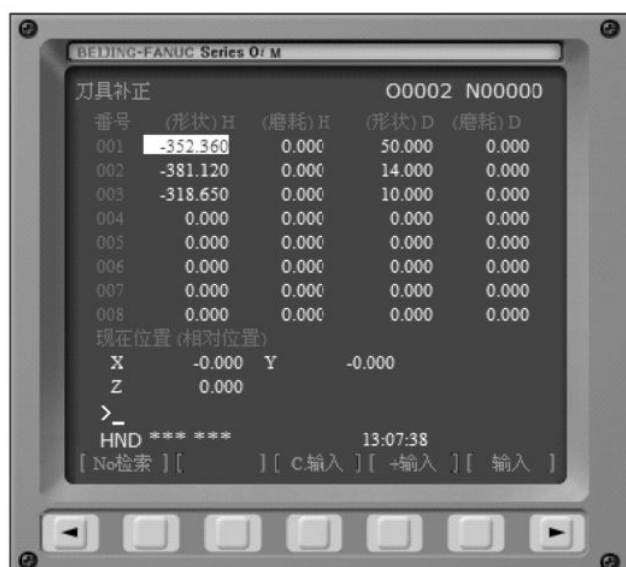 BEIJING-FANUC Series 0i M
刀具补正 O0002 N00000
番号 (形状)H (磨耗)H (形状)D (磨耗)D
001 -352.360 0.000 50.000 0.000
002 -381.120 0.000 14.000 0.000
003 -318.650 0.000 10.000 0.000
004 0.000 0.000 0.000 0.000
005 0.000 0.000 0.000 0.000
006 0.000 0.000 0.000 0.000
007 0.000 0.000 0.000 0.000
008 0.000 0.000 0.000 0.000
现在位置(相对位置)
X -0.000 Y -0.000
Z 0.000
>_
HND *** *** 13:07:38
[ No检索 ] [ ] [ C.输入 ] [ +输入 ] [ 输入 ]